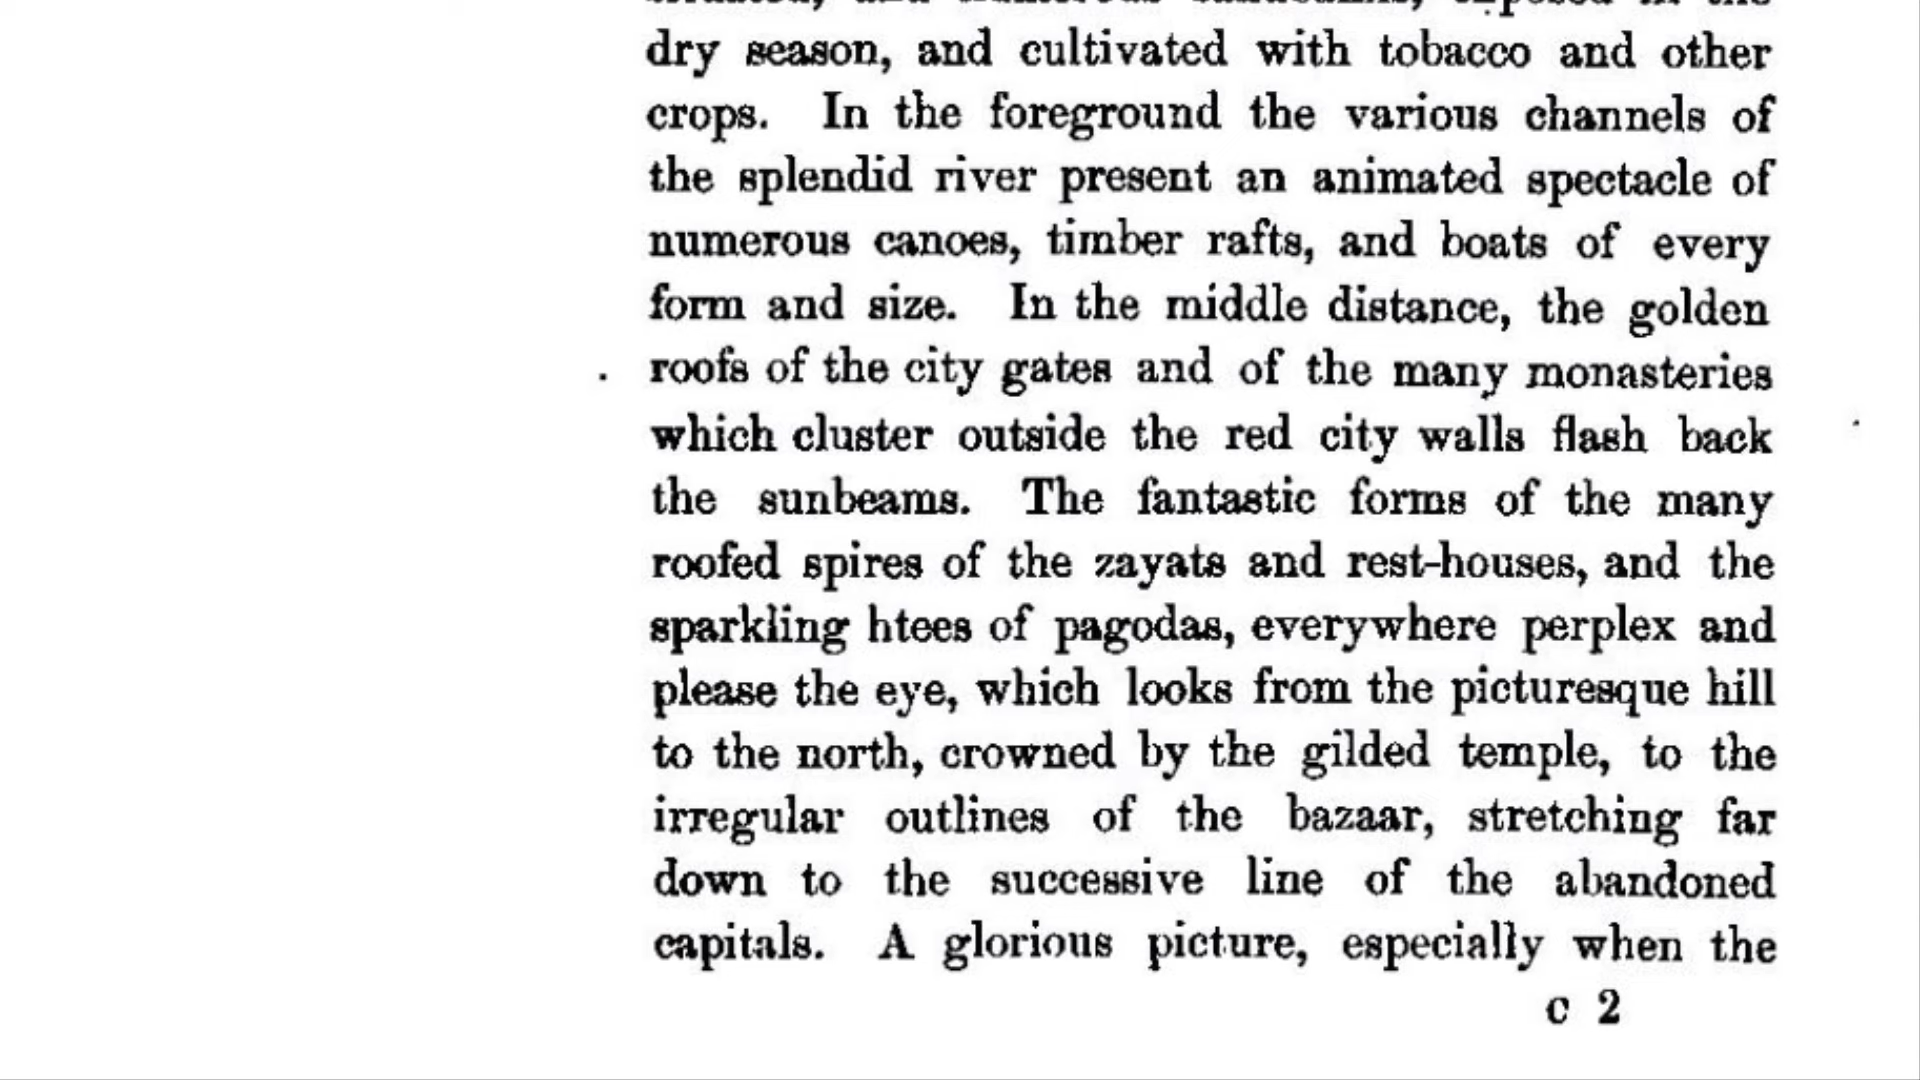 dry season, and cultivated with tobacco and other
crops. In the foreground the various channels of
the splendid river present an animated spectacle of
numerous canoes, timber rafts, and boats of every
form and size. In the middle distance, the golden
roofs of the city gates and of the many monasteries
which cluster outside the red city walls flash back
the sunbeams. The fantastic forms of the many
roofed spires of the zayats and rest-houses, and the
sparkling htees of pagodas, everywhere perplex and
please the eye, which looks from the picturesque hill
to the north, crowned by the gilded temple, to the
irregular outlines of the bazaar, stretching far
down to the successive line of the abandoned
capitals. A glorious picture, especially when the
c 2